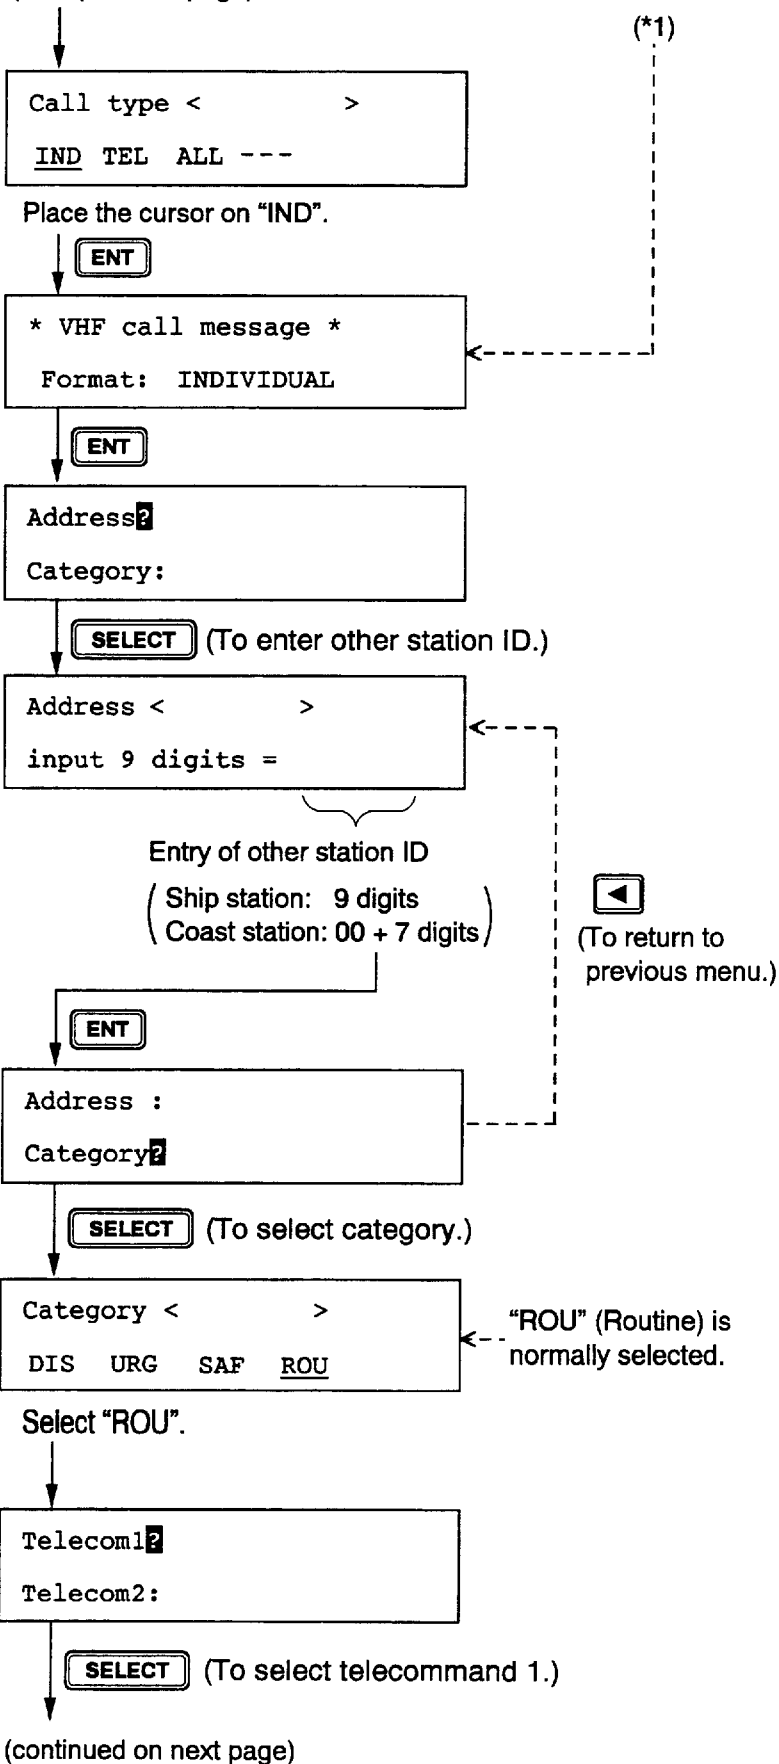 (*1)
Call type < >
IND TEL ALL ---
Place the cursor on “IND”.
ENT
* VHF call message *
Format: INDIVIDUAL
ENT
Address?
Category:
SELECT (To enter other station ID.)
Address < >
input 9 digits =
Entry of other station ID
(Ship station: 9 digits
Coast station: 00 + 7 digits)
◄
(To return to
previous menu.)
ENT
Address :
Category?
SELECT (To select category.)
Category < >
DIS URG SAF ROU
“ROU” (Routine) is
normally selected.
Select “ROU”.
Telecom1?
Telecom2:
SELECT (To select telecommand 1.)
(continued on next page)